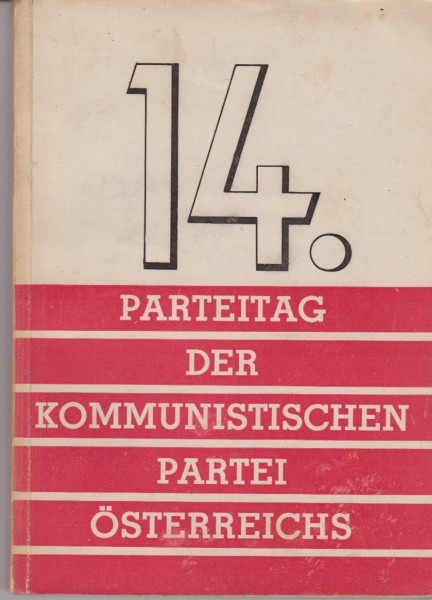 14.
PARTEITAG
DER
KOMMUNISTISCHEN
PARTEI
ÖSTERREICHS